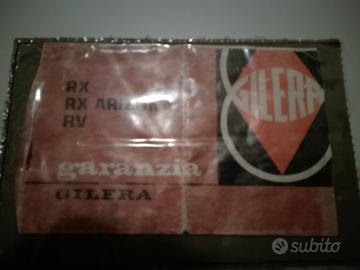 RX
RX ARIZONA
RV
GILERA
garanzia
GILERA
subito